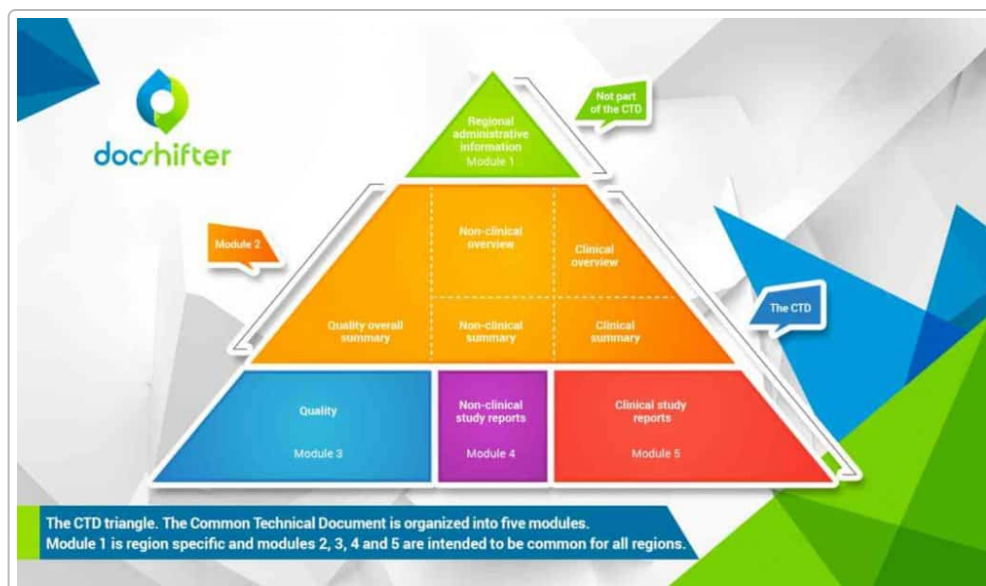 docshifter
Not part
of the CTD
Regional
administrative
information
Module 1
Module 2
Non-clinical
overview
Clinical
overview
The CTD
Quality overall
summary
Non-clinical
summary
Clinical
summary
Quality
Module 3
Non-clinical
study reports
Module 4
Clinical study
reports
Module 5
The CTD triangle. The Common Technical Document is organized into five modules.
Module 1 is region specific and modules 2, 3, 4 and 5 are intended to be common for all regions.